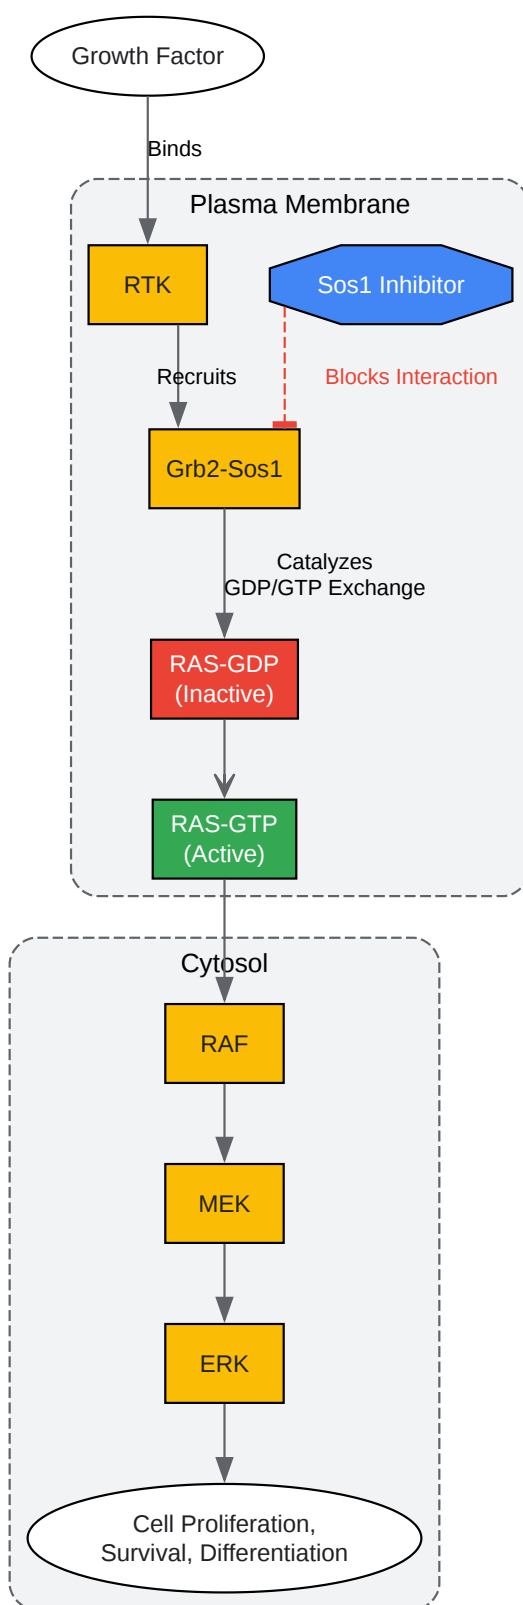 Growth Factor
Binds
Plasma Membrane
RTK
Sos1 Inhibitor
Recruits
Blocks Interaction
Grb2-Sos1
Catalyzes
GDP/GTP Exchange
RAS-GDP
(Inactive)
RAS-GTP
(Active)
Cytosol
RAF
MEK
ERK
Cell Proliferation,
Survival, Differentiation